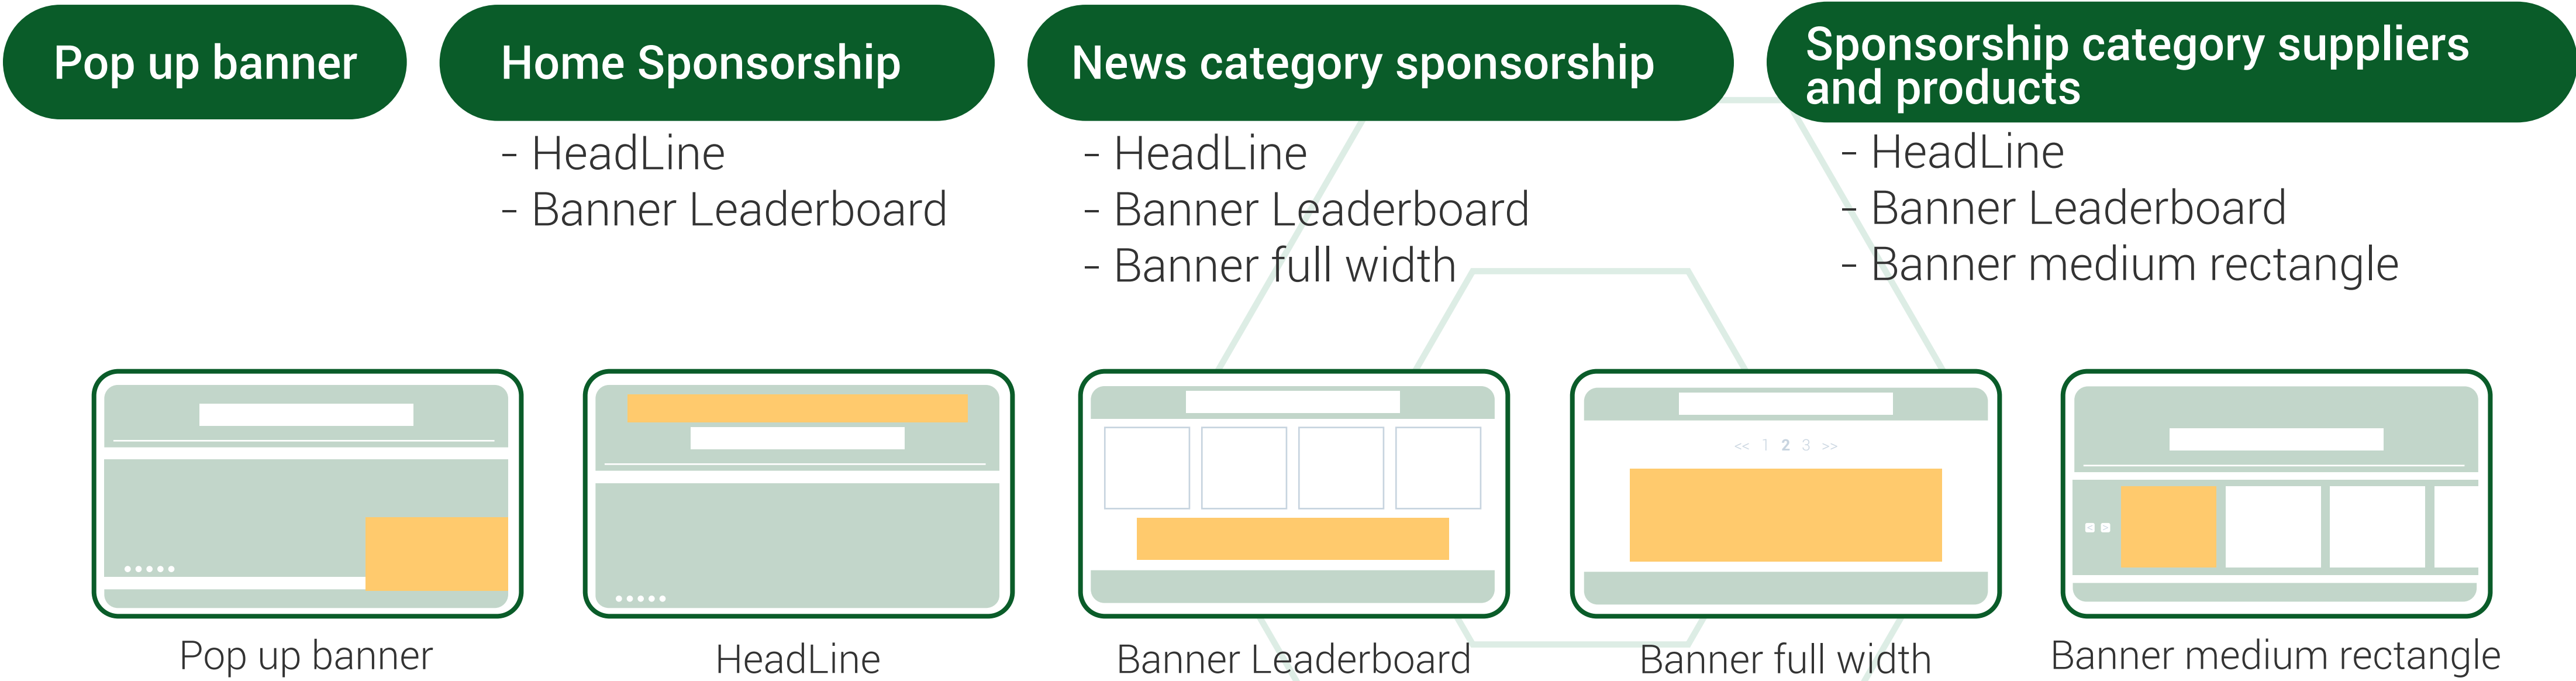 Pop up banner
Home Sponsorship
- HeadLine
- Banner Leaderboard
News category sponsorship
- HeadLine
- Banner Leaderboard
- Banner full width
Sponsorship category suppliers
and products
- HeadLine
- Banner Leaderboard
- Banner medium rectangle
<< 1 2 3 >>
< >
Pop up banner
HeadLine
Banner Leaderboard
Banner full width
Banner medium rectangle